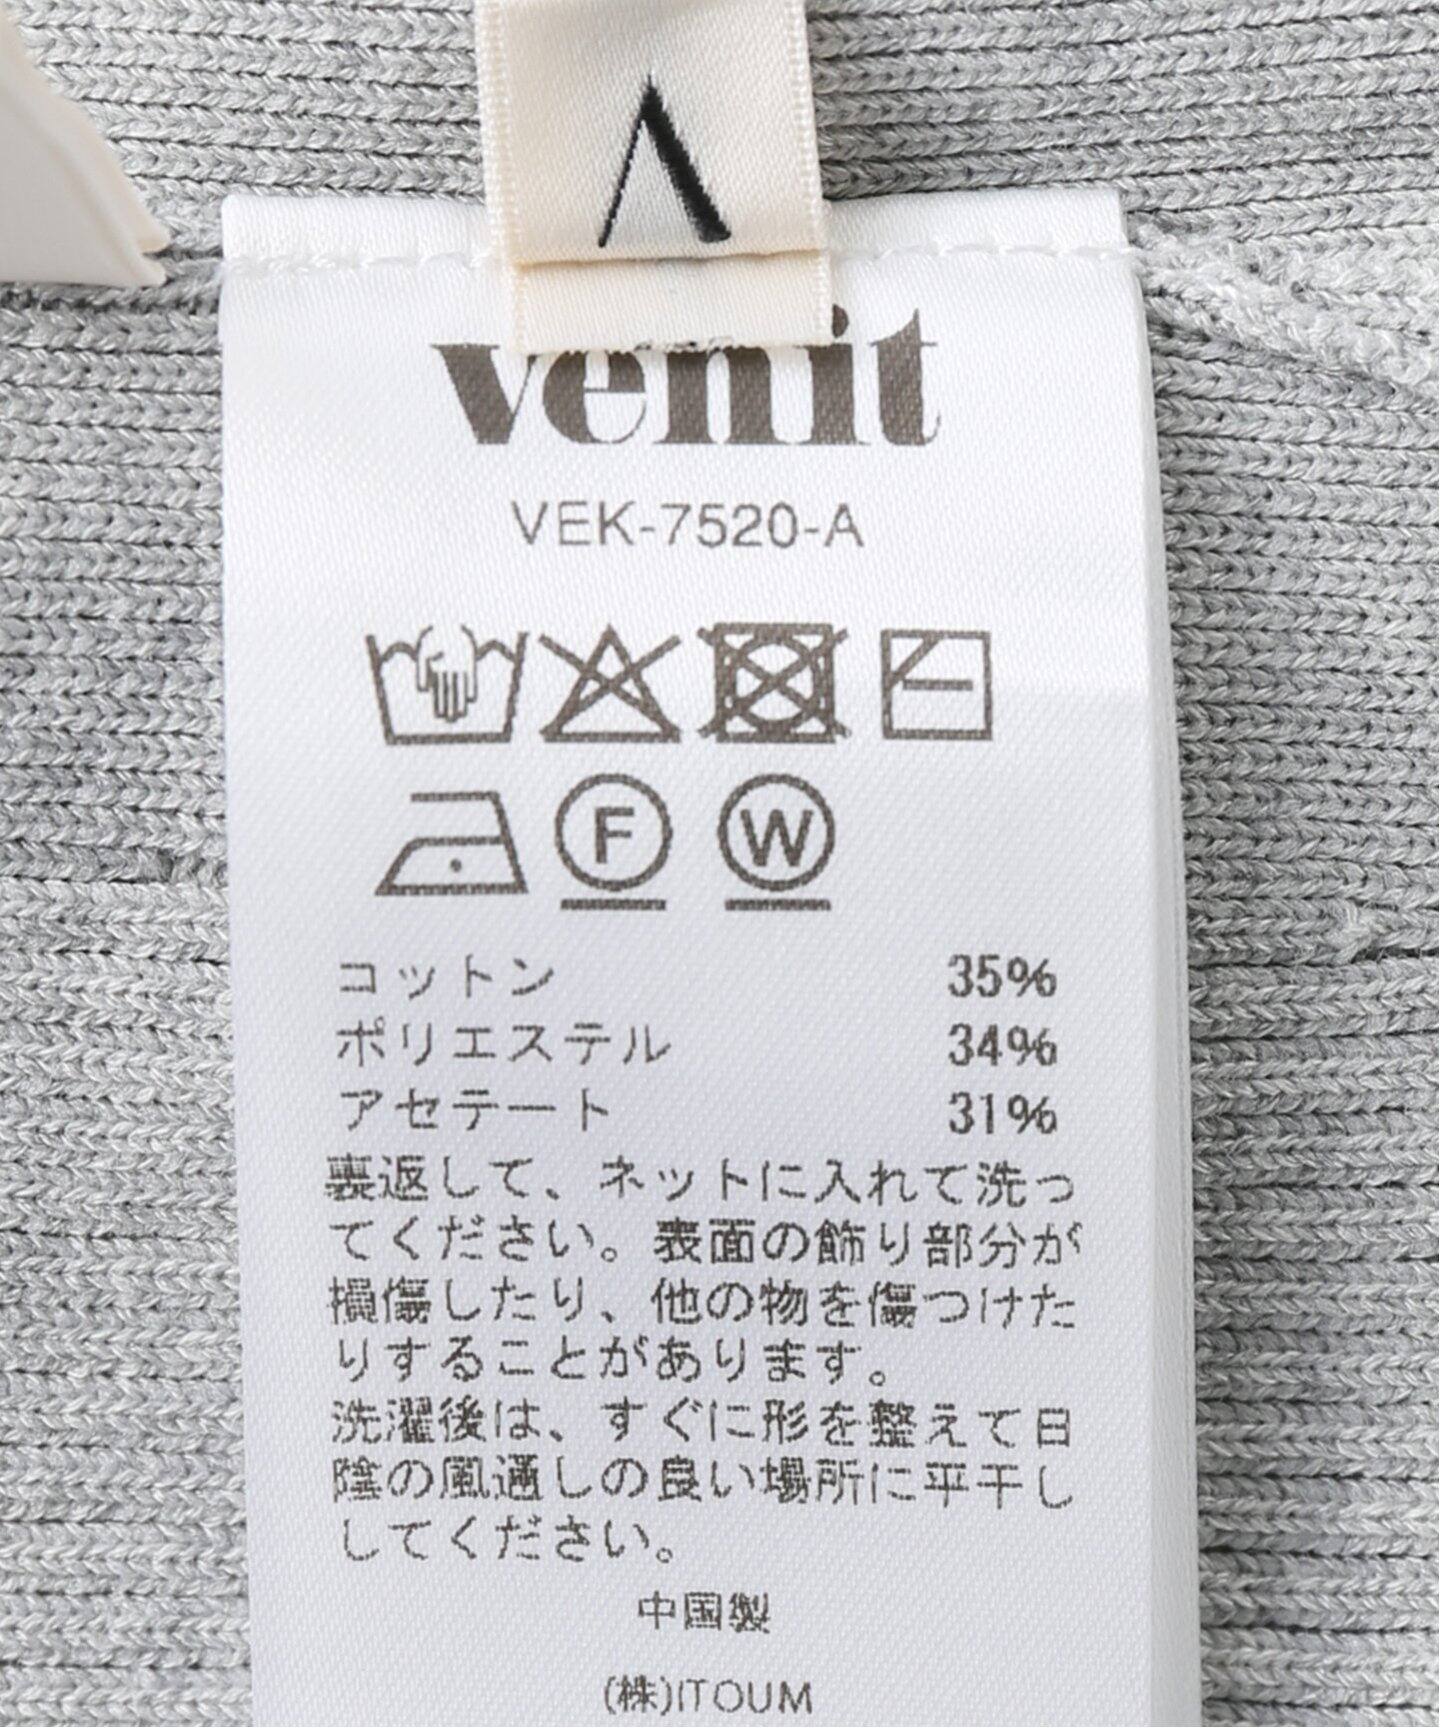 venit
VEK-7520-A
F W
コットン 35%
ポリエステル 34%
アセテート 31%
裏返して、ネットに入れて洗っ
てください。表面の飾り部分が
損傷したり、他の物を傷つけた
りすることがあります。
洗濯後は、すぐに形を整えて日
陰の風通しの良い場所に平干し
してください。
中国製
(株)ITOUM